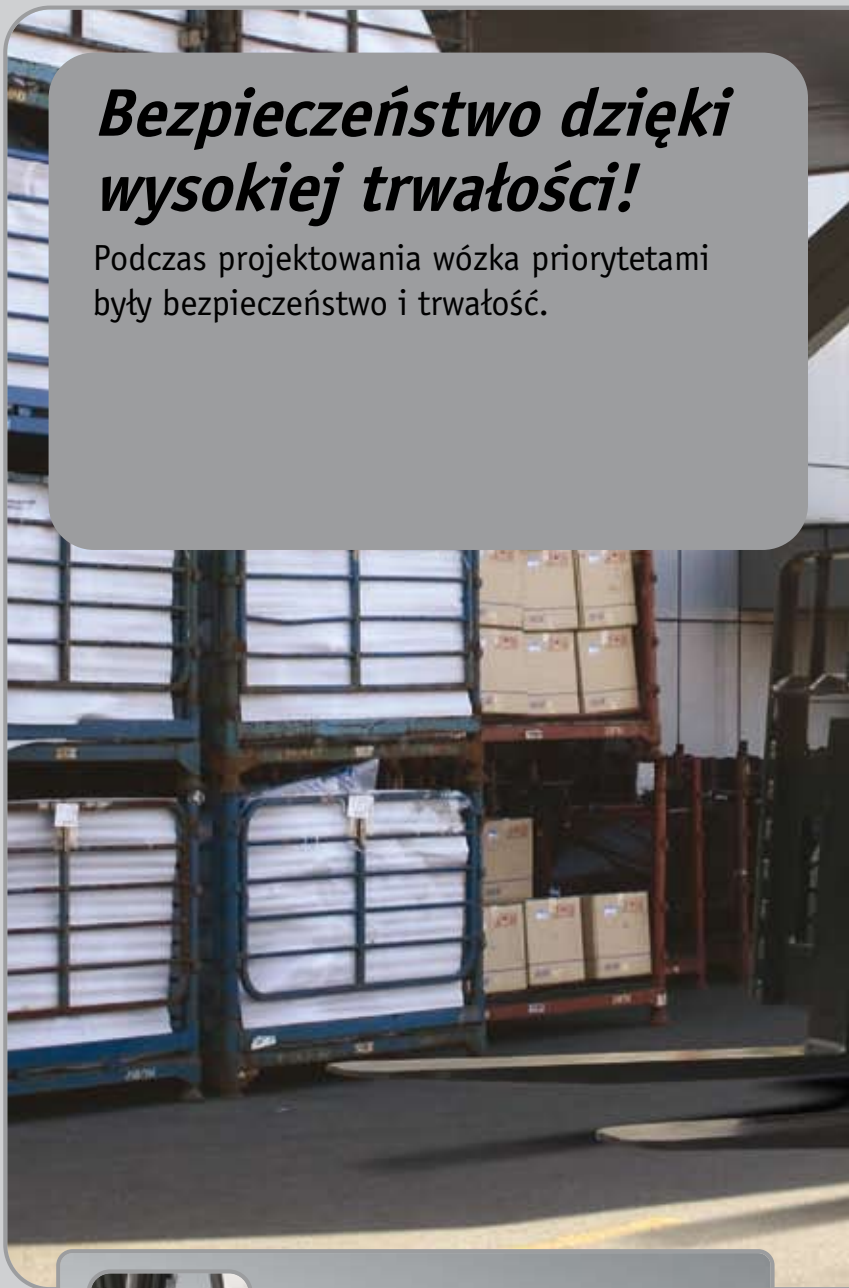 Bezpieczeństwo dzięki
wysokiej trwałości!
Podczas projektowania wózka priorytetami
były bezpieczeństwo i trwałość.